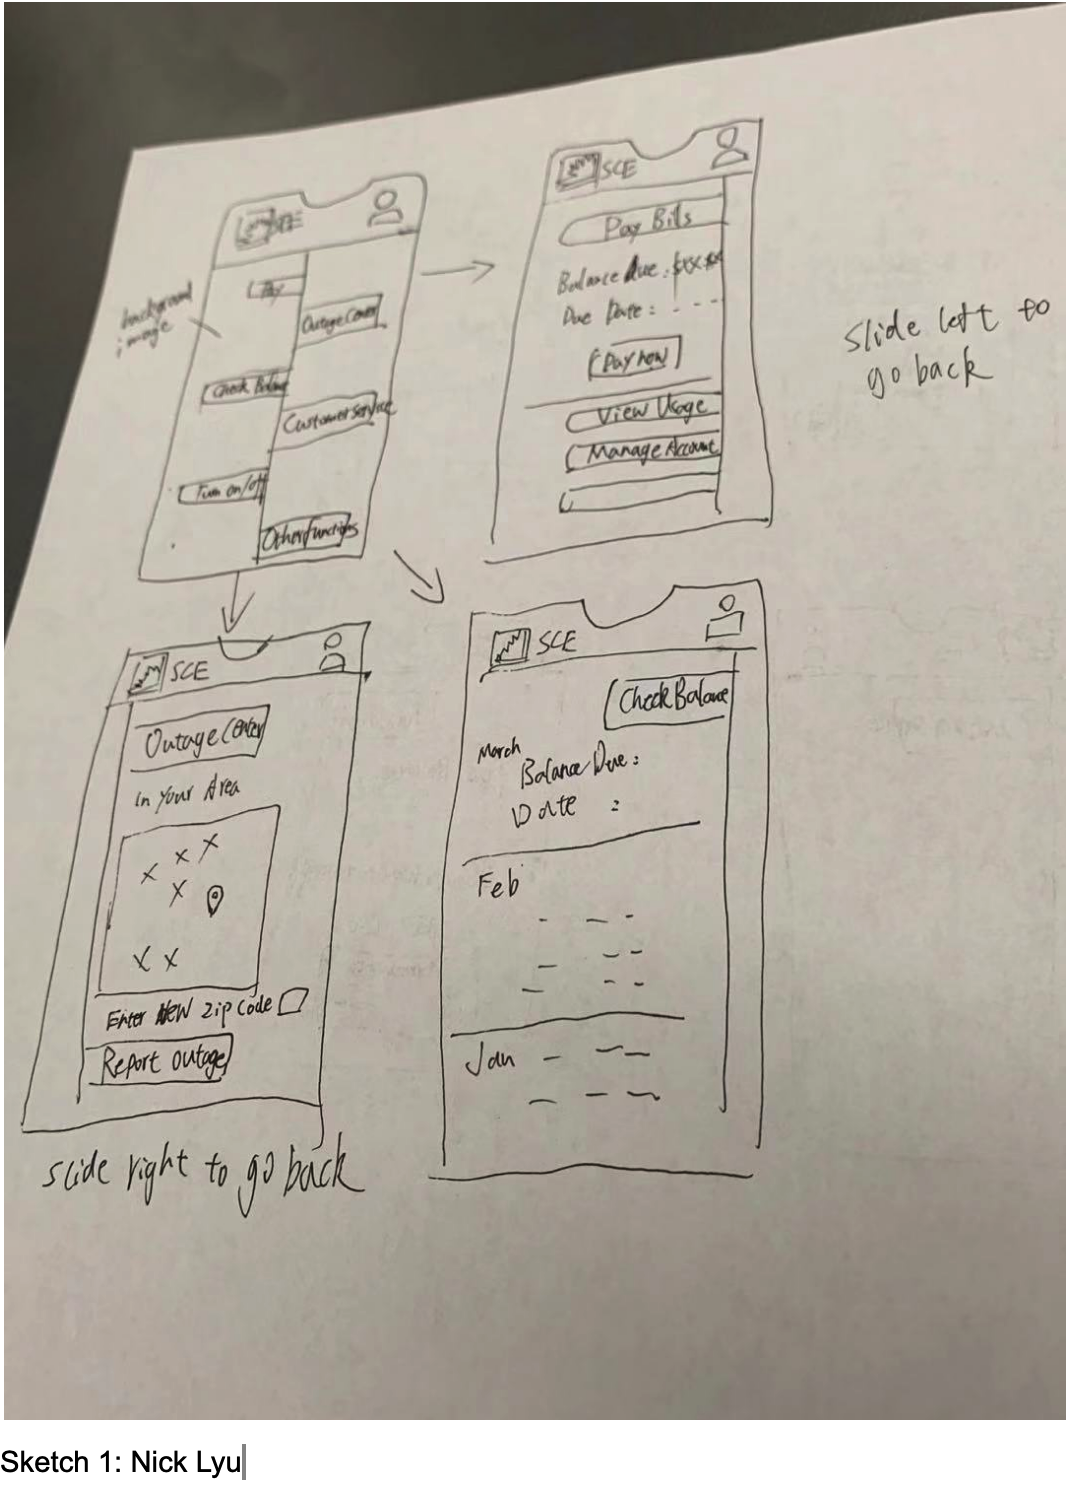 background
image
Pay
Outage Center
Check Balance
Customer Service
Turn on/off
Other functions
SCE
Pay Bills
Balance due: $xx.xx
Due Date: - - -
Pay now
View Usage
Manage Account
slide left to
go back
SCE
Outage Center
in your Area
x x x
x
x x
Enter NEW zip code
Report outage
slide right to go back
SCE
Check Balance
March
Balance Due:
Date :
Feb
Jan
Sketch 1: Nick Lyu